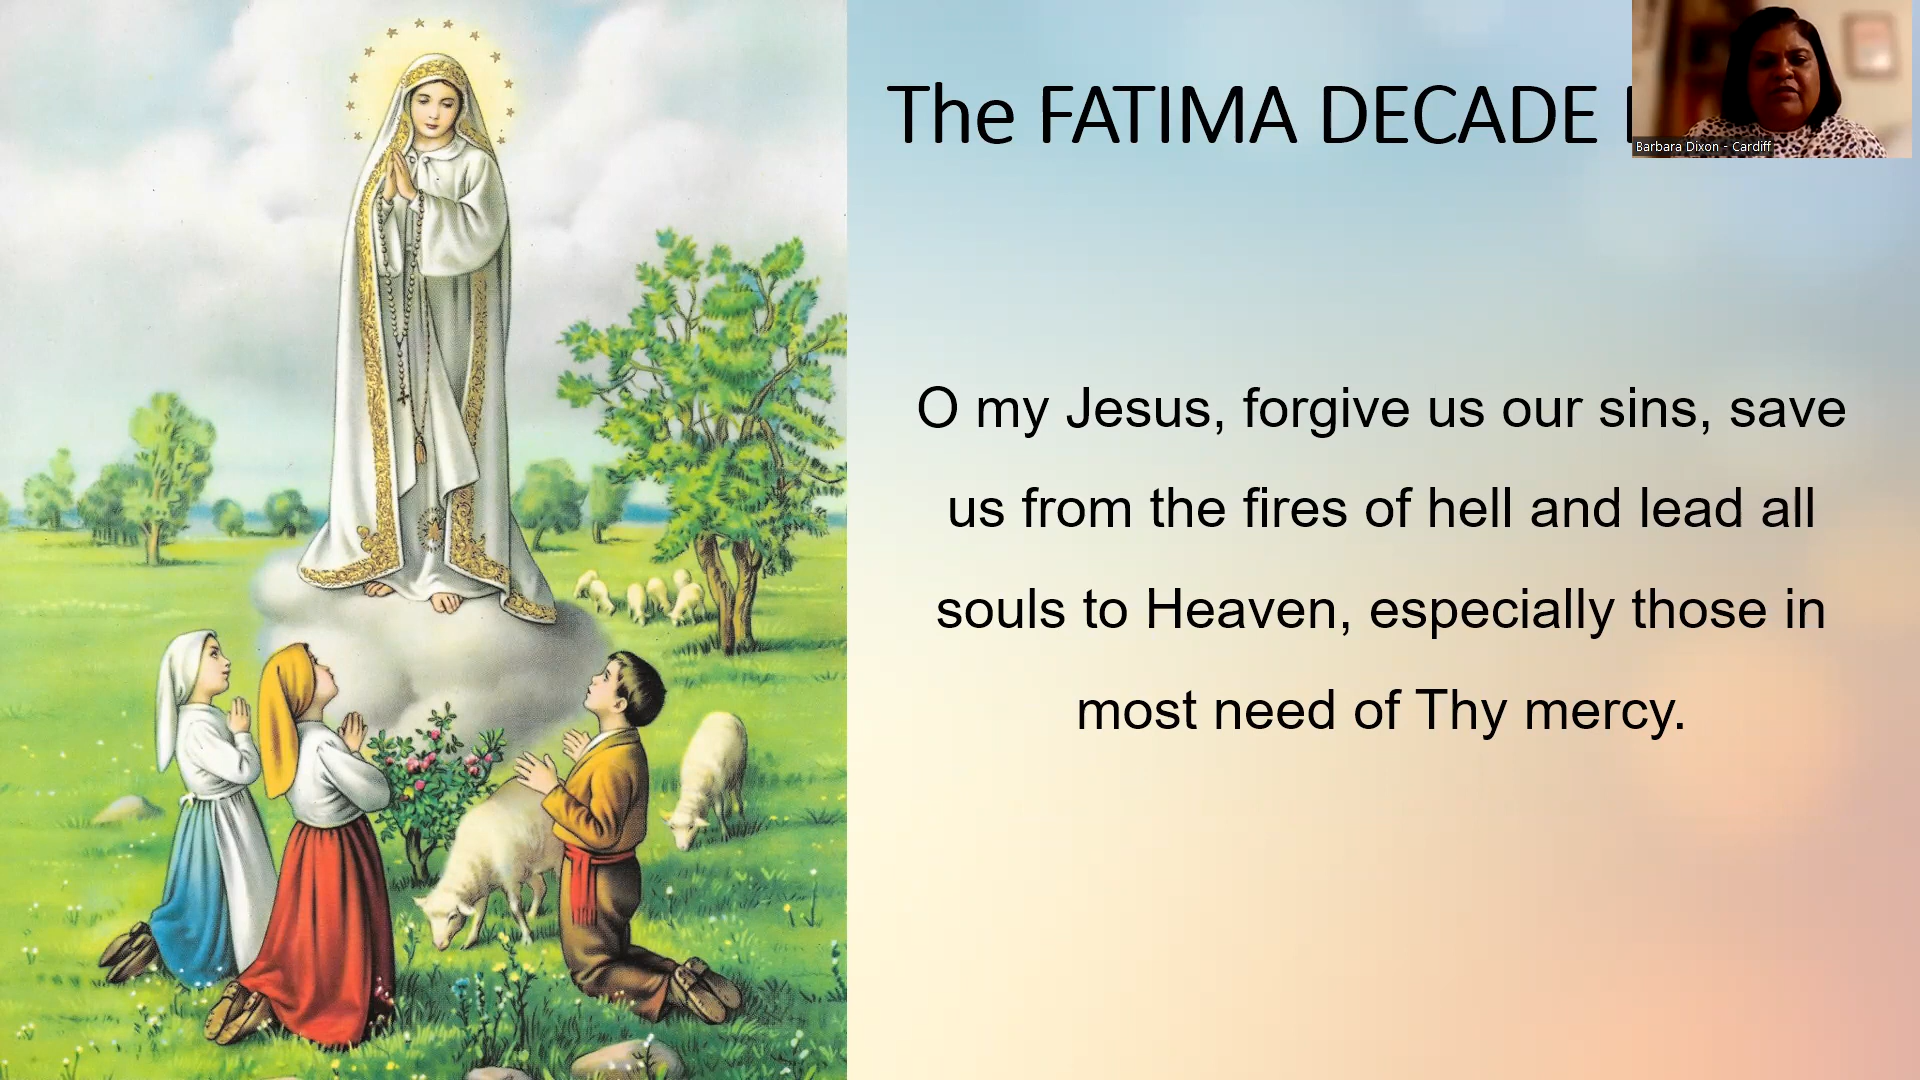 The FATIMA DECADE
Barbara Dixon - Cardiff
O my Jesus, forgive us our sins, save
us from the fires of hell and lead all
souls to Heaven, especially those in
most need of Thy mercy.